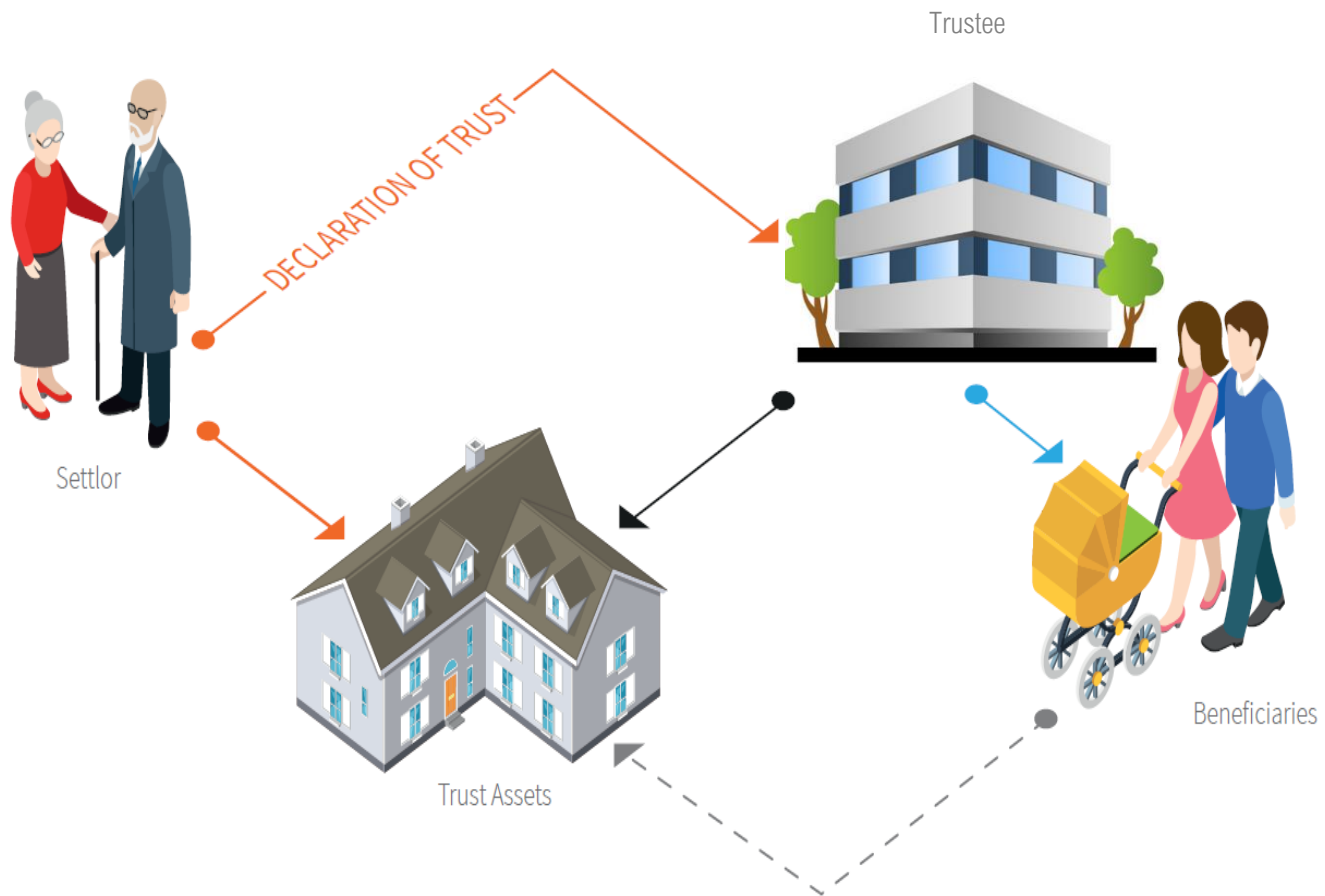 Trustee
DECLARATION OF TRUST
Settlor
Beneficiaries
Trust Assets